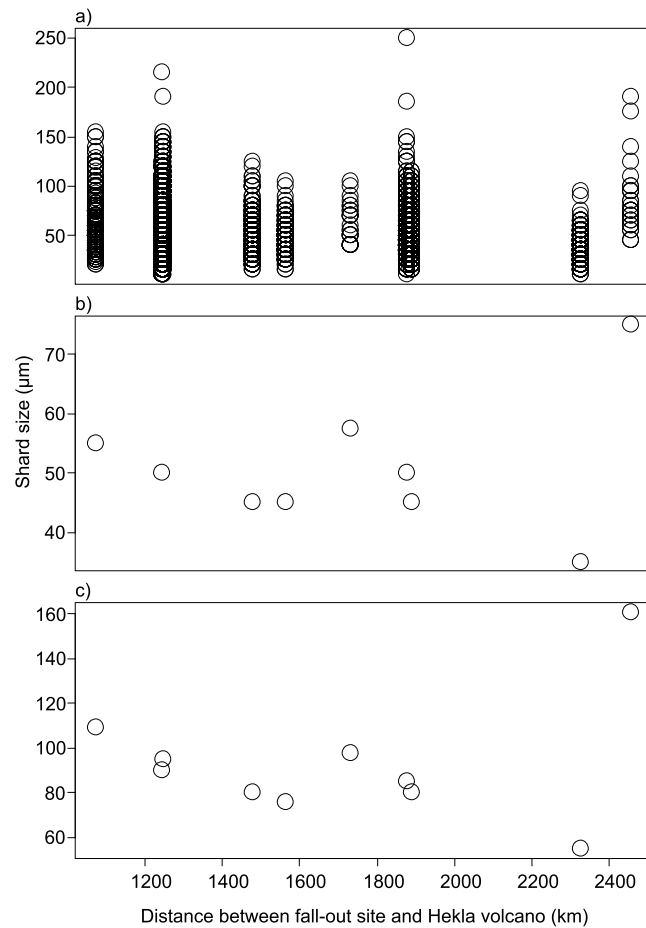 a)
250
200
150
100
50
b)
70
60
50
40
Shard size (µm)
c)
160
140
120
100
80
60
1200 1400 1600 1800 2000 2200 2400
Distance between fall-out site and Hekla volcano (km)